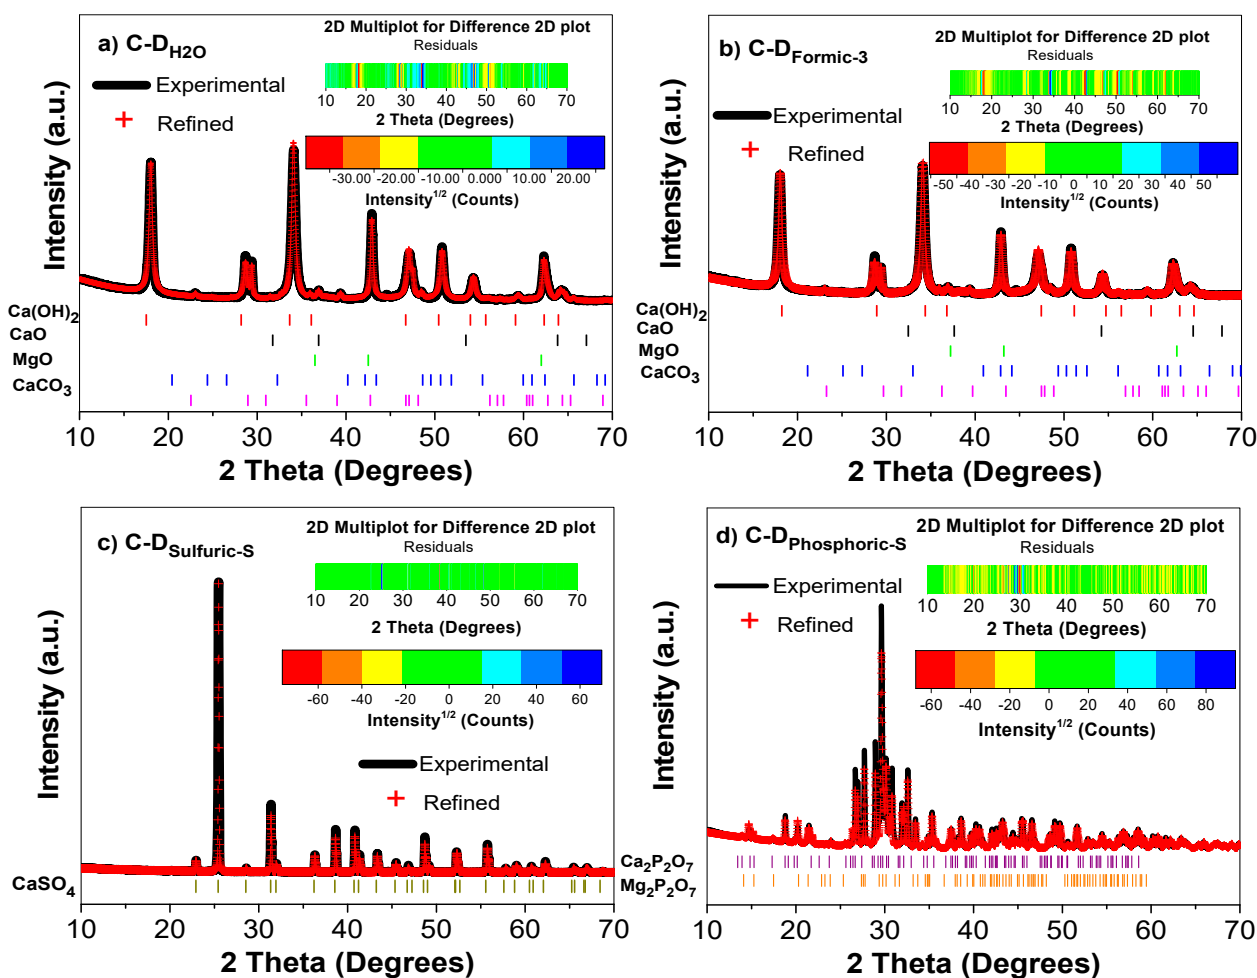 a) C-D_H2O
2D Multiplot for Difference 2D plot
Residuals
Experimental
Refined
10 20 30 40 50 60 70
2 Theta (Degrees)
-30.00 -20.00 -10.00 0.000 10.00 20.00
Intensity^1/2 (Counts)
Intensity (a.u.)
Ca(OH)2
CaO
MgO
CaCO3
10 20 30 40 50 60 70
2 Theta (Degrees)
b) C-D_Formic-3
2D Multiplot for Difference 2D plot
Residuals
Experimental
Refined
10 20 30 40 50 60 70
2 Theta (Degrees)
-50 -40 -30 -20 -10 0 10 20 30 40 50
Intensity^1/2 (Counts)
Intensity (a.u.)
Ca(OH)2
CaO
MgO
CaCO3
10 20 30 40 50 60 70
2 Theta (Degrees)
c) C-D_Sulfuric-S
2D Multiplot for Difference 2D plot
Residuals
10 20 30 40 50 60 70
2 Theta (Degrees)
-60 -40 -20 0 20 40 60
Intensity^1/2 (Counts)
Experimental
Refined
Intensity (a.u.)
CaSO4
10 20 30 40 50 60 70
2 Theta (Degrees)
d) C-D_Phosphoric-S
2D Multiplot for Difference 2D plot
Residuals
Experimental
Refined
10 20 30 40 50 60 70
2 Theta (Degrees)
-60 -40 -20 0 20 40 60 80
Intensity^1/2 (Counts)
Intensity (a.u.)
Ca2P2O7
Mg2P2O7
10 20 30 40 50 60 70
2 Theta (Degrees)